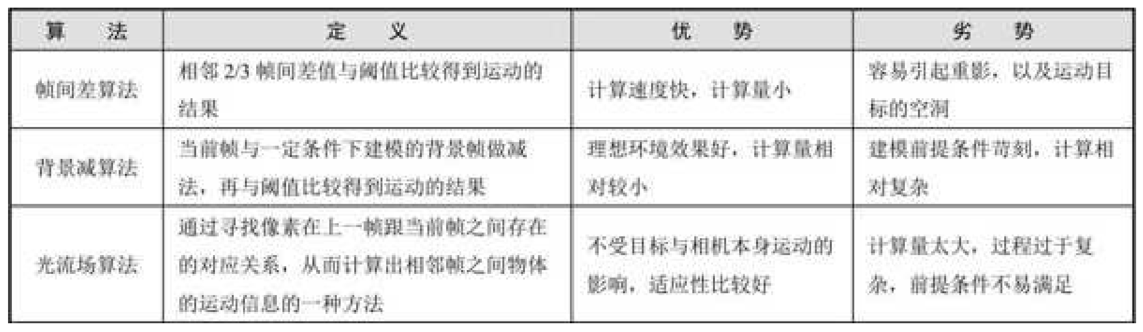 算 法
定 义
优 势
劣 势
帧间差算法
相邻 2/3 帧间差值与阈值比较得到运动的
结果
计算速度快，计算量小
容易引起重影，以及运动目
标的空洞
背景减算法
当前帧与一定条件下建模的背景帧做减
法，再与阈值比较得到运动的结果
理想环境效果好，计算量相
对较小
建模前提条件苛刻，计算相
对复杂
光流场算法
通过寻找像素在上一帧跟当前帧之间存在
的对应关系，从而计算出相邻帧之间物体
的运动信息的一种方法
不受目标与相机本身运动的
影响，适应性比较好
计算量太大，过程过于复
杂，前提条件不易满足